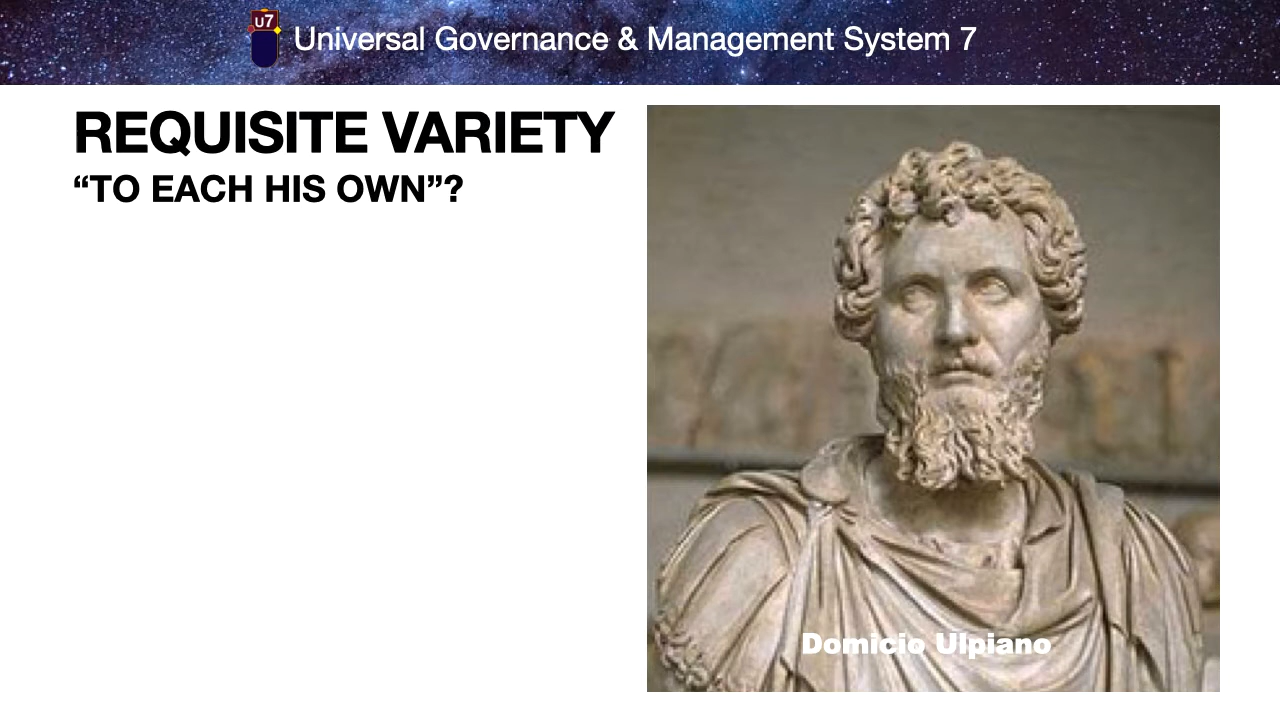 U7
Universal Governance & Management System 7
REQUISITE VARIETY
“TO EACH HIS OWN”?
Domicio Ulpiano